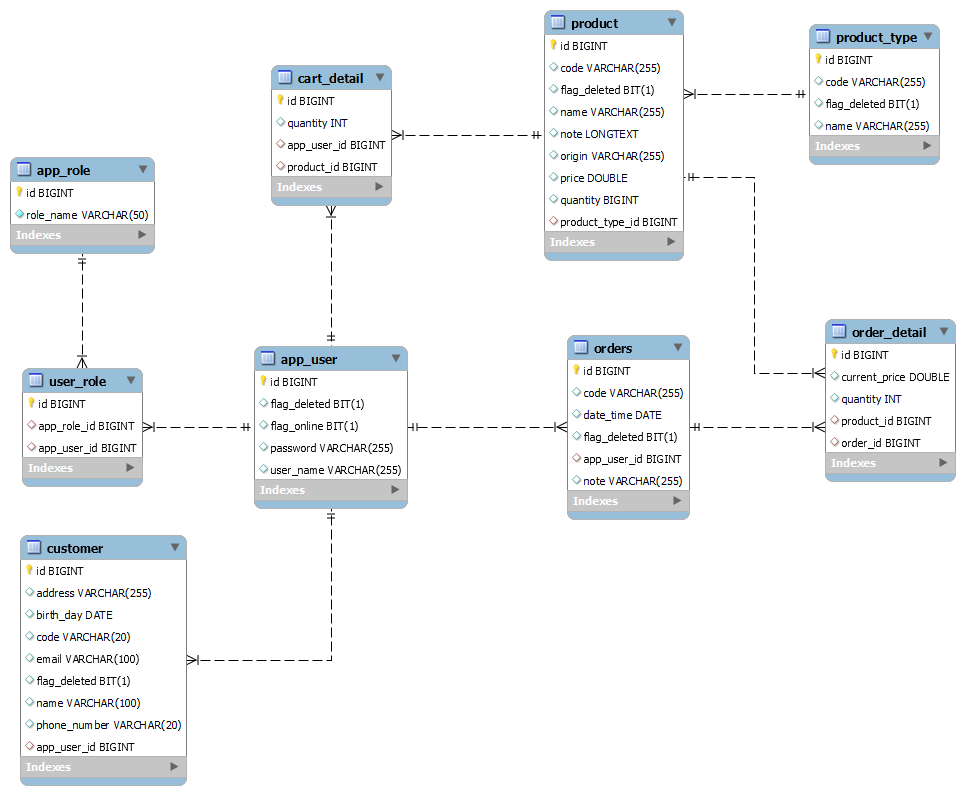 product
id BIGINT
code VARCHAR(255)
flag_deleted BIT(1)
name VARCHAR(255)
note LONGTEXT
origin VARCHAR(255)
price DOUBLE
quantity BIGINT
product_type_id BIGINT
Indexes
product_type
id BIGINT
code VARCHAR(255)
flag_deleted BIT(1)
name VARCHAR(255)
Indexes
cart_detail
id BIGINT
quantity INT
app_user_id BIGINT
product_id BIGINT
Indexes
app_role
id BIGINT
role_name VARCHAR(50)
Indexes
user_role
id BIGINT
app_role_id BIGINT
app_user_id BIGINT
Indexes
app_user
id BIGINT
flag_deleted BIT(1)
flag_online BIT(1)
password VARCHAR(255)
user_name VARCHAR(255)
Indexes
orders
id BIGINT
code VARCHAR(255)
date_time DATE
flag_deleted BIT(1)
app_user_id BIGINT
note VARCHAR(255)
Indexes
order_detail
id BIGINT
current_price DOUBLE
quantity INT
product_id BIGINT
order_id BIGINT
Indexes
customer
id BIGINT
address VARCHAR(255)
birth_day DATE
code VARCHAR(20)
email VARCHAR(100)
flag_deleted BIT(1)
name VARCHAR(100)
phone_number VARCHAR(20)
app_user_id BIGINT
Indexes